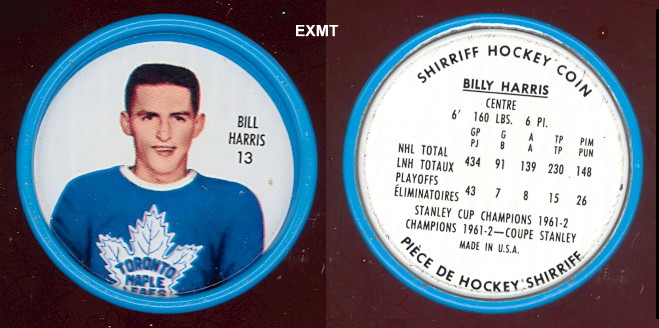 EXMT
BILL
HARRIS
13
TORONTO
MAPLE
LEAFS
SHIRRIFF HOCKEY COIN
BILLY HARRIS
CENTRE
6' 160 LBS. 6 PI.
GP G A TP PIM
PJ B A TP PUN
NHL TOTAL
LNH TOTAUX 434 91 139 230 148
PLAYOFFS
ÉLIMINATOIRES 43 7 8 15 26
STANLEY CUP CHAMPIONS 1961-2
CHAMPIONS 1961-2—COUPE STANLEY
MADE IN U.S.A.
PIÈCE DE HOCKEY SHIRRIFF